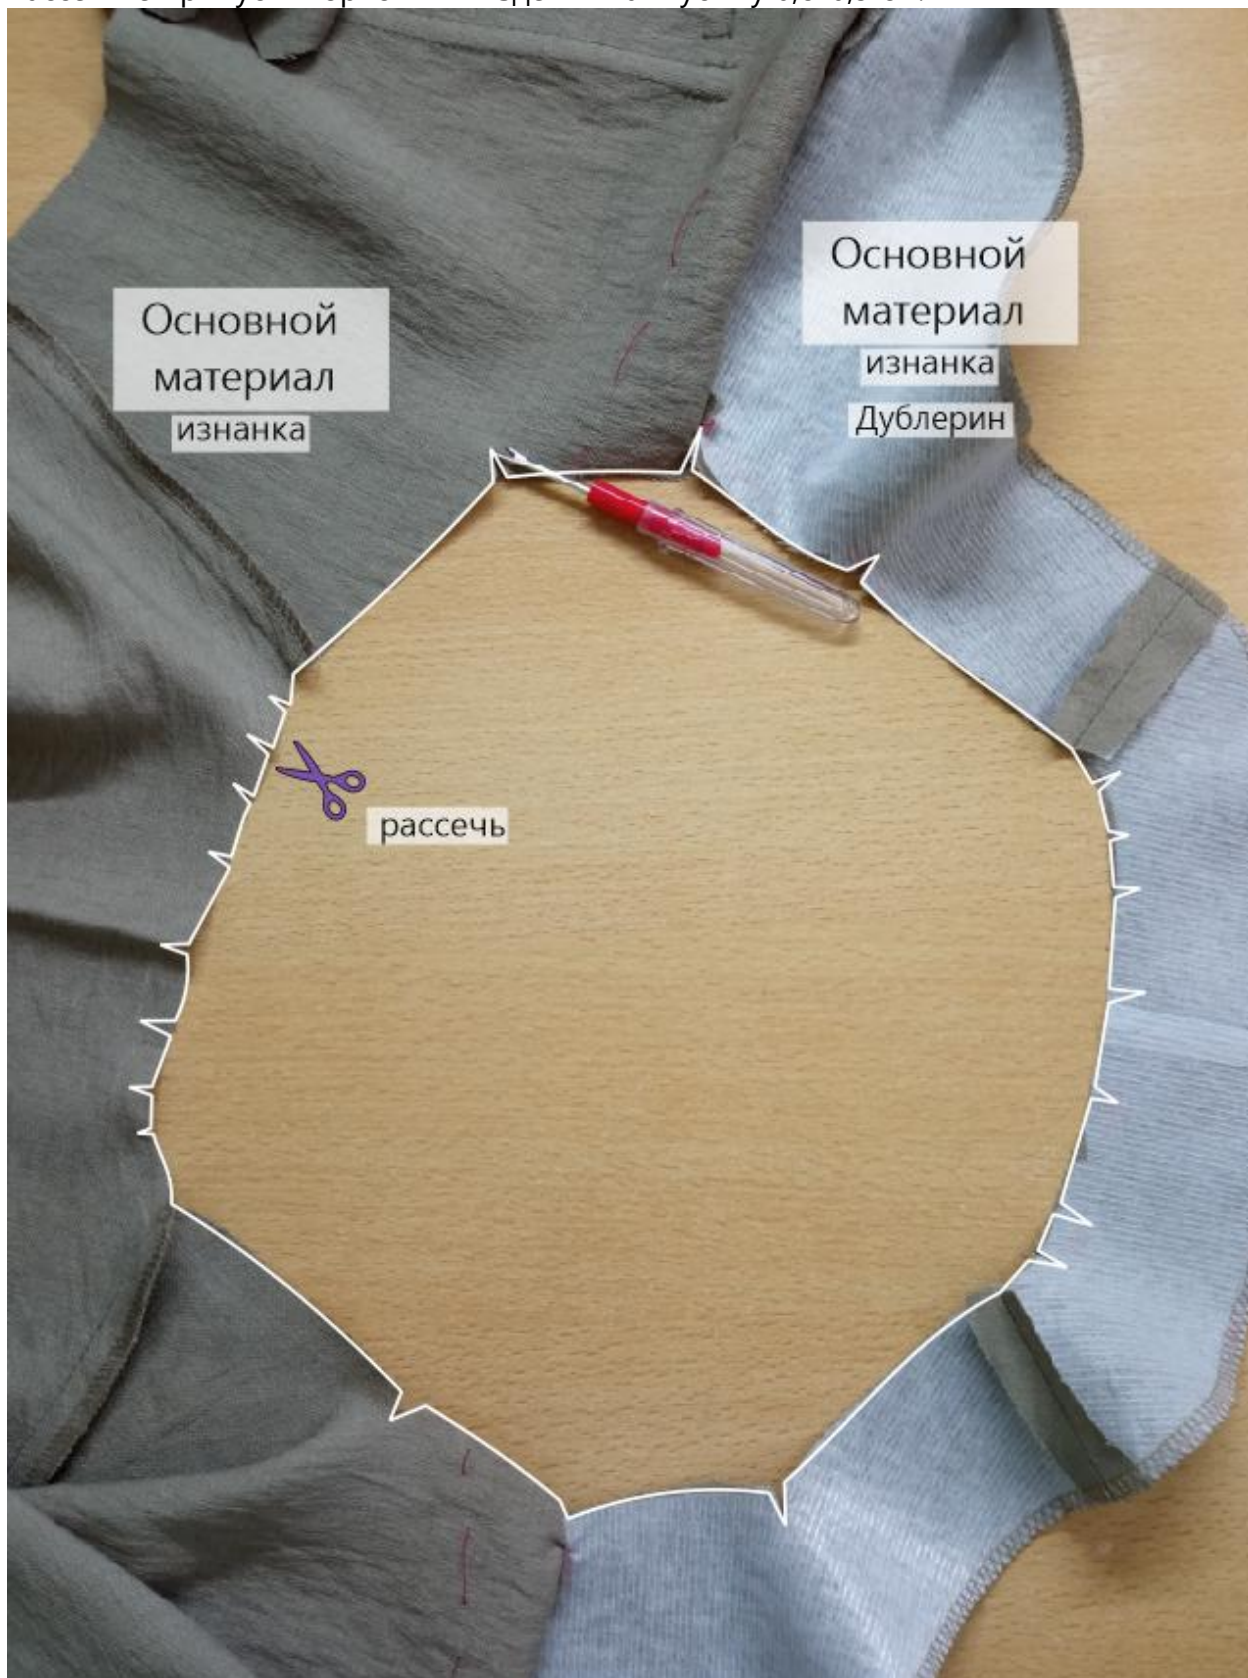 Основной
материал
изнанка
Основной
материал
изнанка
Дублерин
рассечь